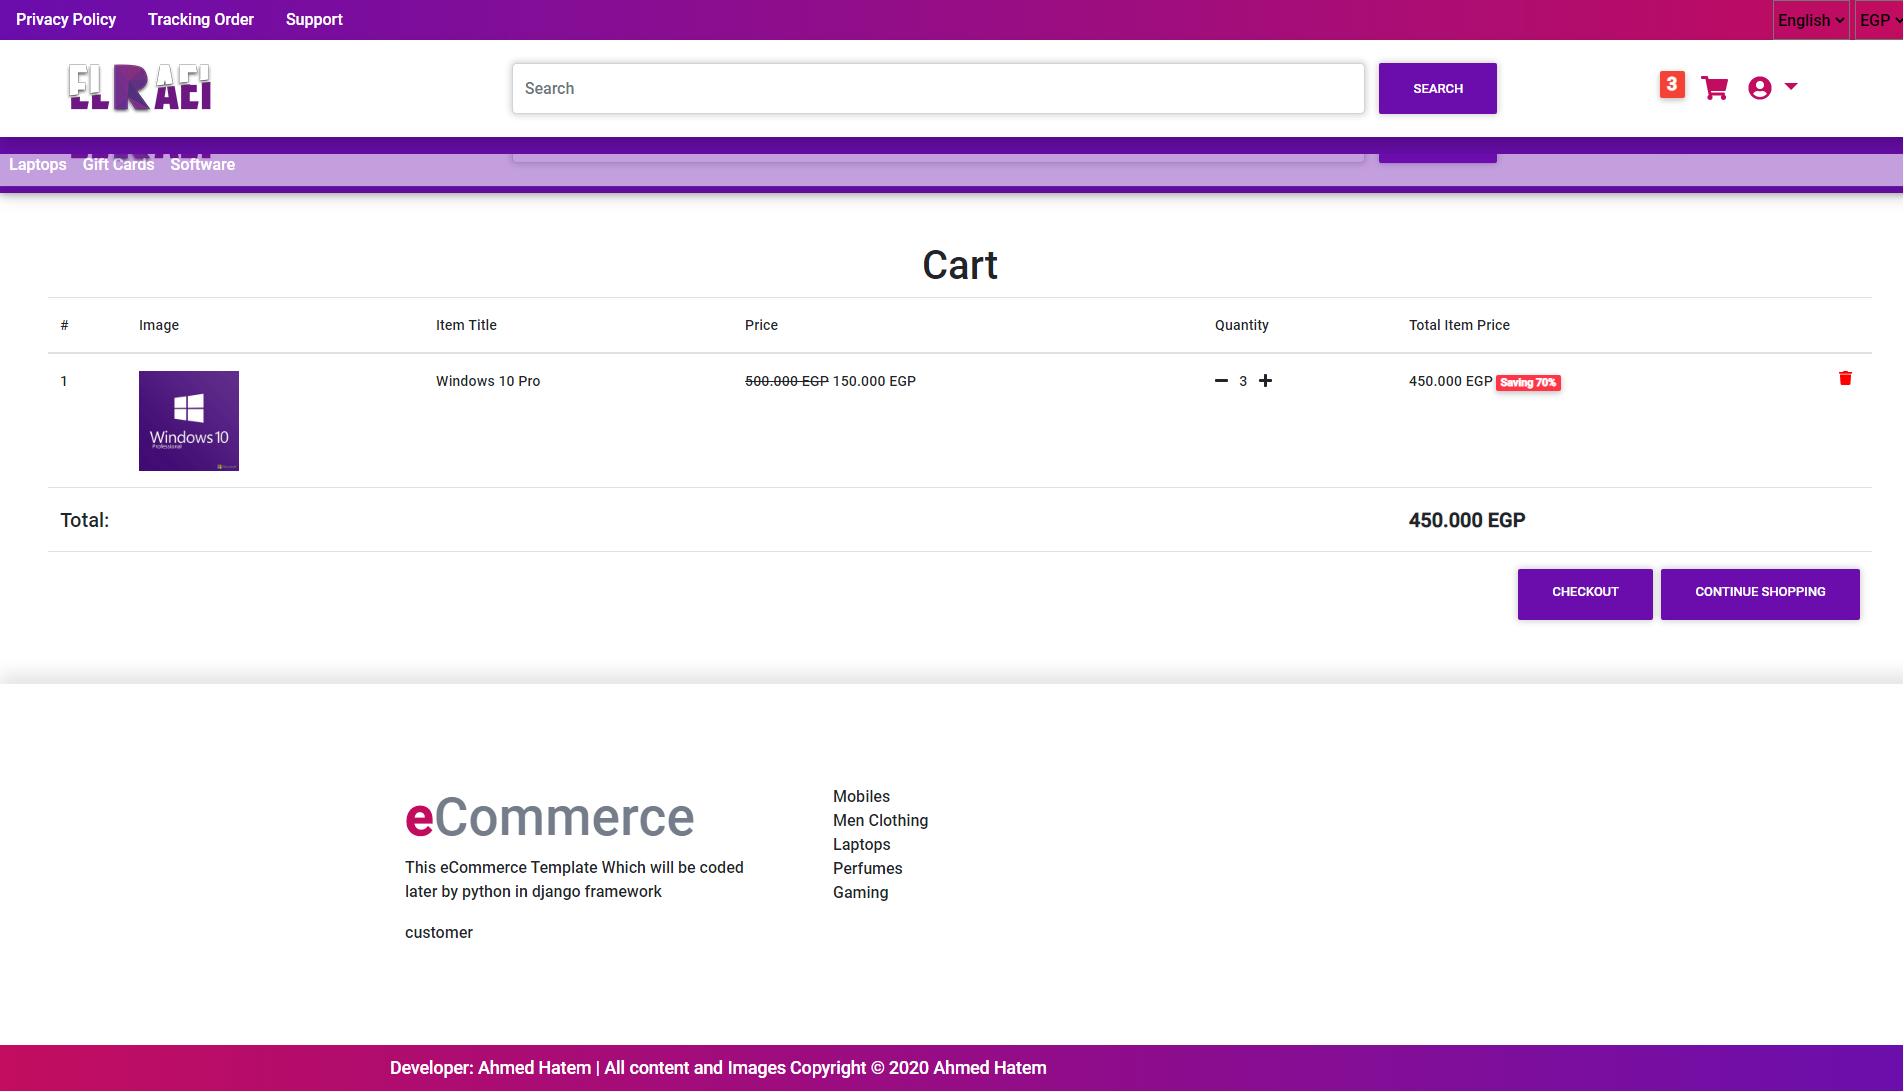 Privacy Policy Tracking Order Support English EGP
EL RAEI
Search SEARCH 3
Laptops Gift Cards Software
Cart
# Image Item Title Price Quantity Total Item Price
1 Windows 10 Pro 500.000 EGP 150.000 EGP 3 450.000 EGP Saving 70%
Windows 10
Professional
Total: 450.000 EGP
CHECKOUT CONTINUE SHOPPING
eCommerce
This eCommerce Template Which will be coded
later by python in django framework
customer
Mobiles
Men Clothing
Laptops
Perfumes
Gaming
Developer: Ahmed Hatem | All content and Images Copyright © 2020 Ahmed Hatem